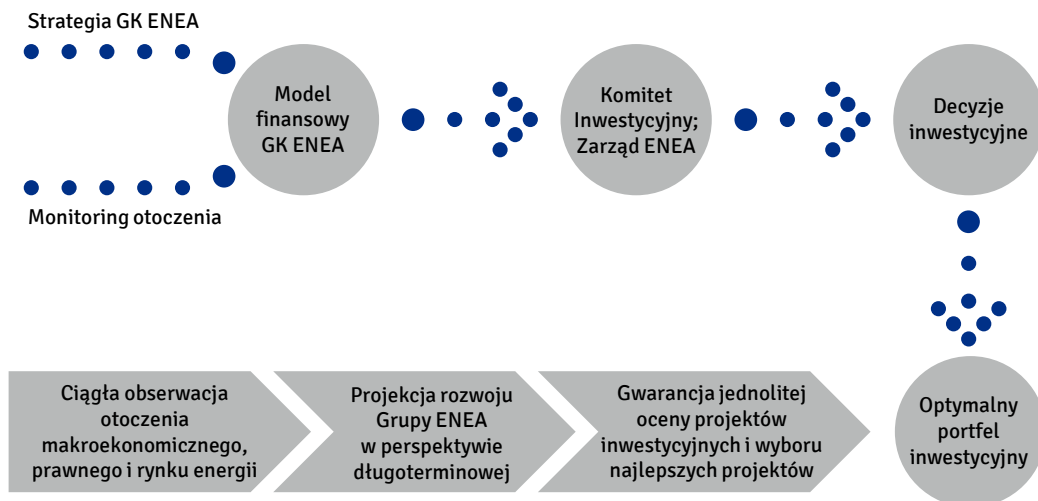 Strategia GK ENEA
Monitoring otoczenia
Model
finansowy
GK ENEA
Komitet
Inwestycyjny;
Zarząd ENEA
Decyzje
inwestycyjne
Ciągła obserwacja
otoczenia
makroekonomicznego,
prawnego i rynku energii
Projekcja rozwoju
Grupy ENEA
w perspektywie
długoterminowej
Gwarancja jednolitej
oceny projektów
inwestycyjnych i wyboru
najlepszych projektów
Optymalny
portfel
inwestycyjny